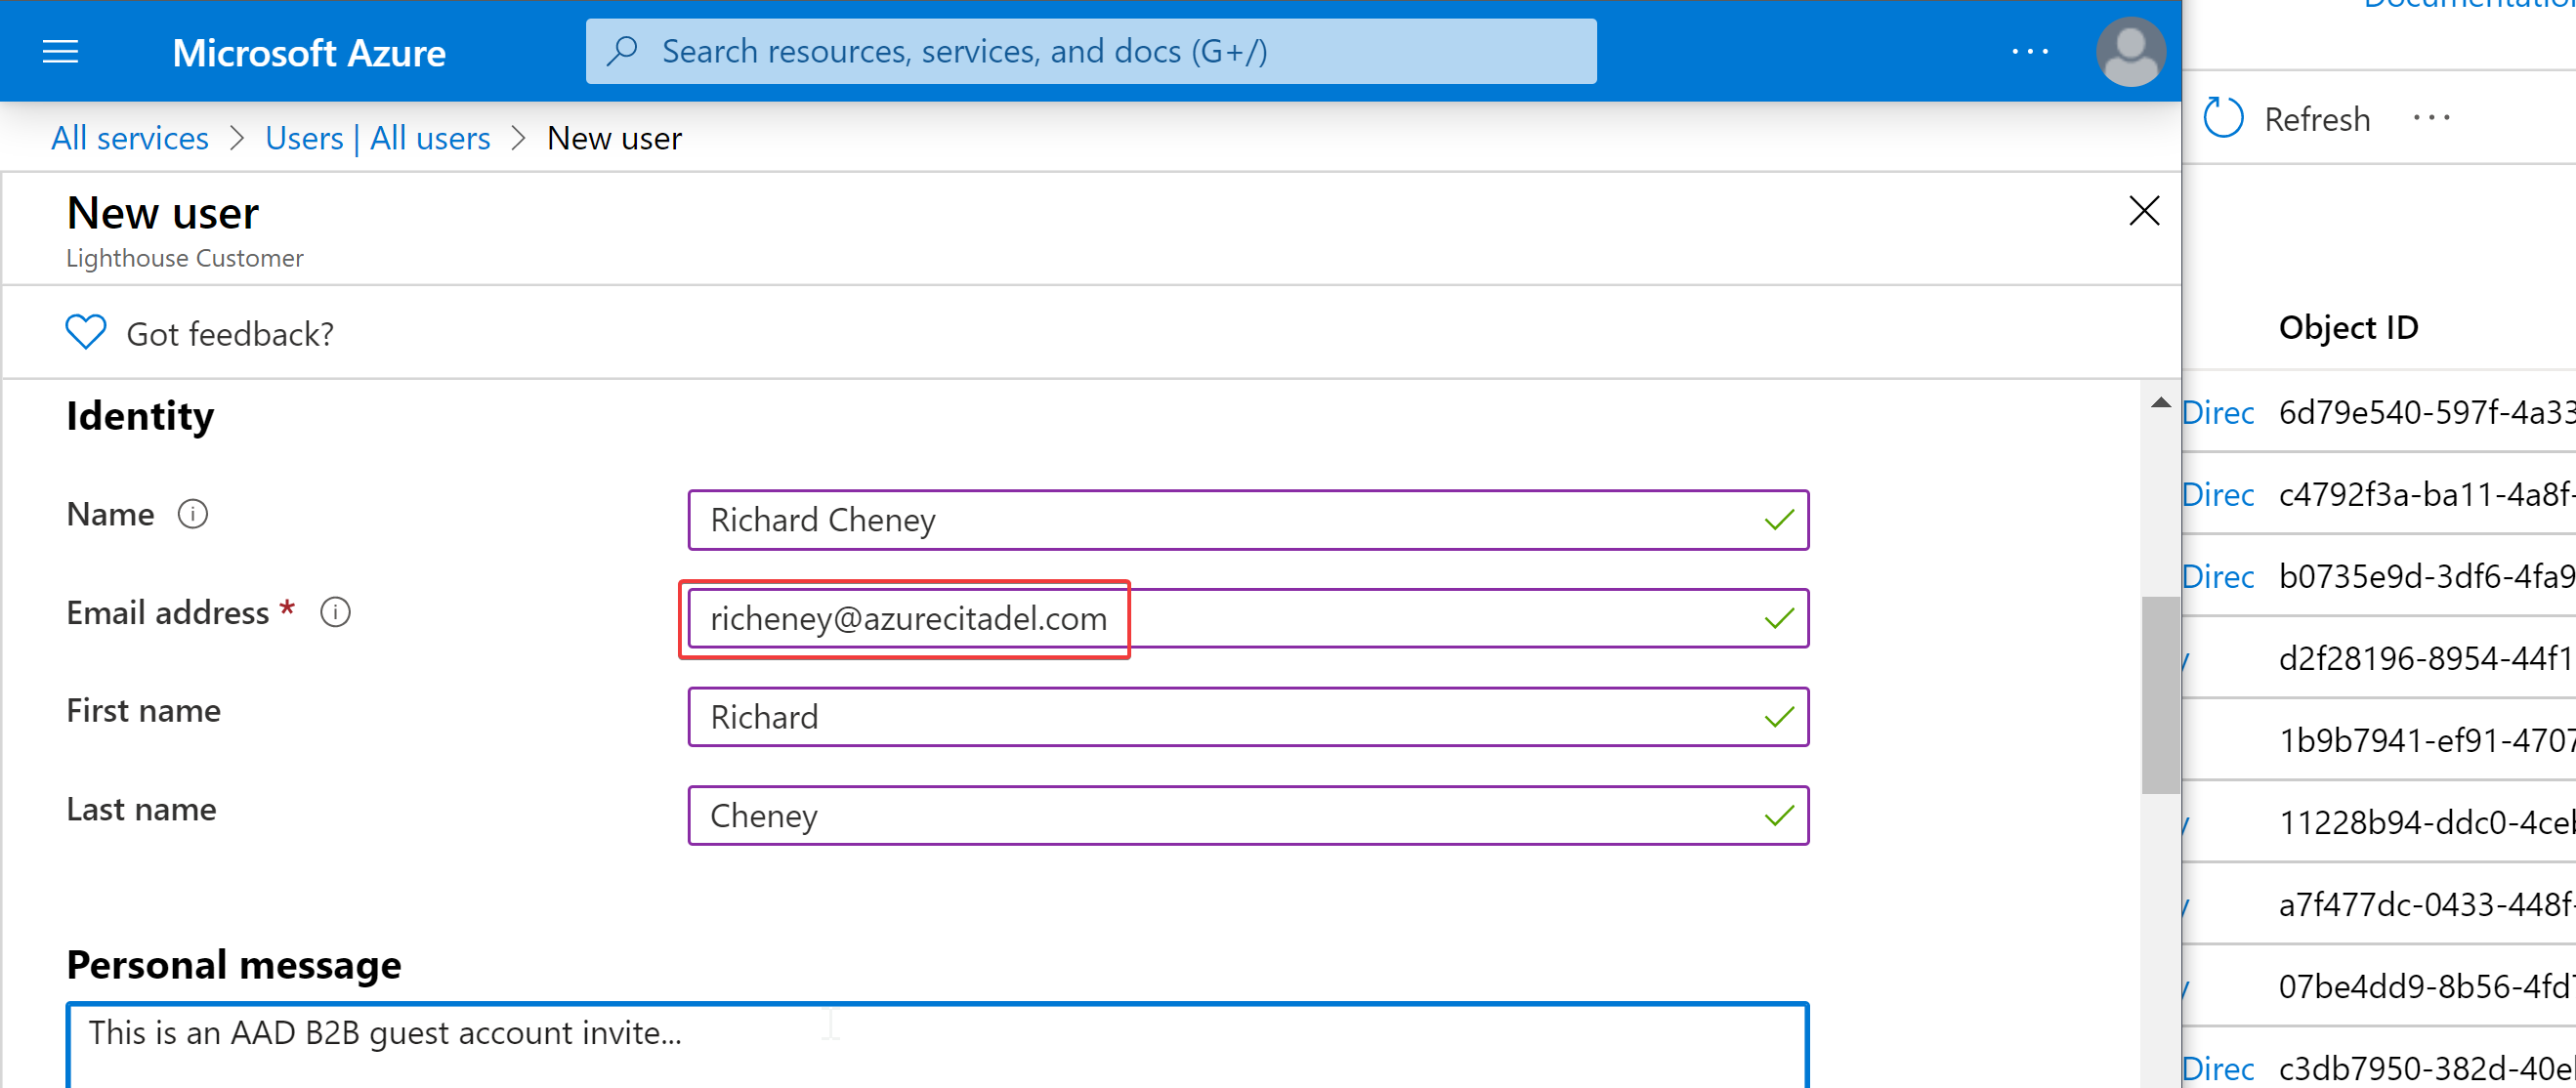 Microsoft Azure
Search resources, services, and docs (G+/)
All services > Users | All users > New user
New user
Lighthouse Customer
Got feedback?
Identity
Name
Richard Cheney
Email address *
richeney@azurecitadel.com
First name
Richard
Last name
Cheney
Personal message
This is an AAD B2B guest account invite...
Refresh
Object ID
Direc 6d79e540-597f-4a33
Direc c4792f3a-ba11-4a8f-
Direc b0735e9d-3df6-4fa9
d2f28196-8954-44f1
1b9b7941-ef91-4707
11228b94-ddc0-4ceb
a7f477dc-0433-448f-
07be4dd9-8b56-4fd7
Direc c3db7950-382d-40e